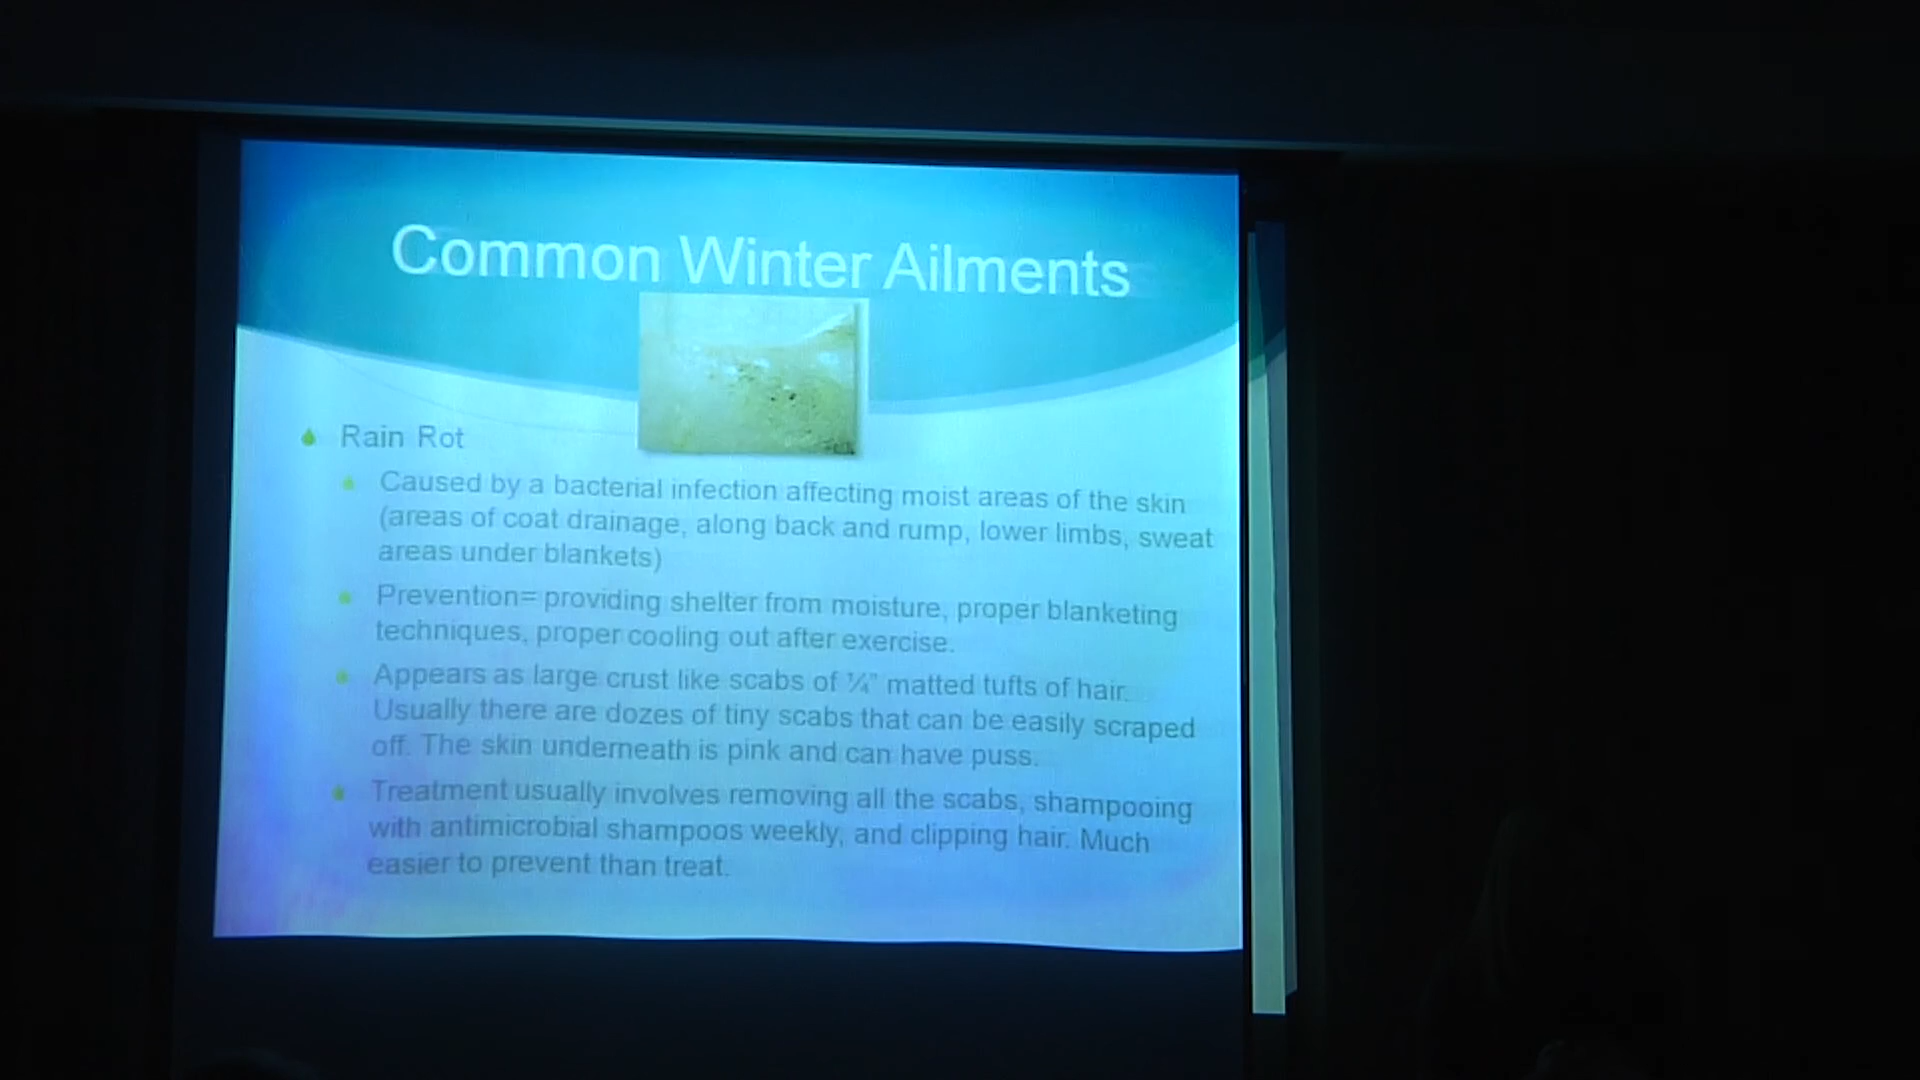 Common Winter Ailments
Rain Rot
Caused by a bacterial infection affecting moist areas of the skin
(areas of coat drainage, along back and rump, lower limbs, sweat
areas under blankets)
Prevention= providing shelter from moisture, proper blanketing
techniques, proper cooling out after exercise.
Appears as large crust like scabs of ¼” matted tufts of hair.
Usually there are dozes of tiny scabs that can be easily scraped
off. The skin underneath is pink and can have puss.
Treatment usually involves removing all the scabs, shampooing
with antimicrobial shampoos weekly, and clipping hair. Much
easier to prevent than treat.